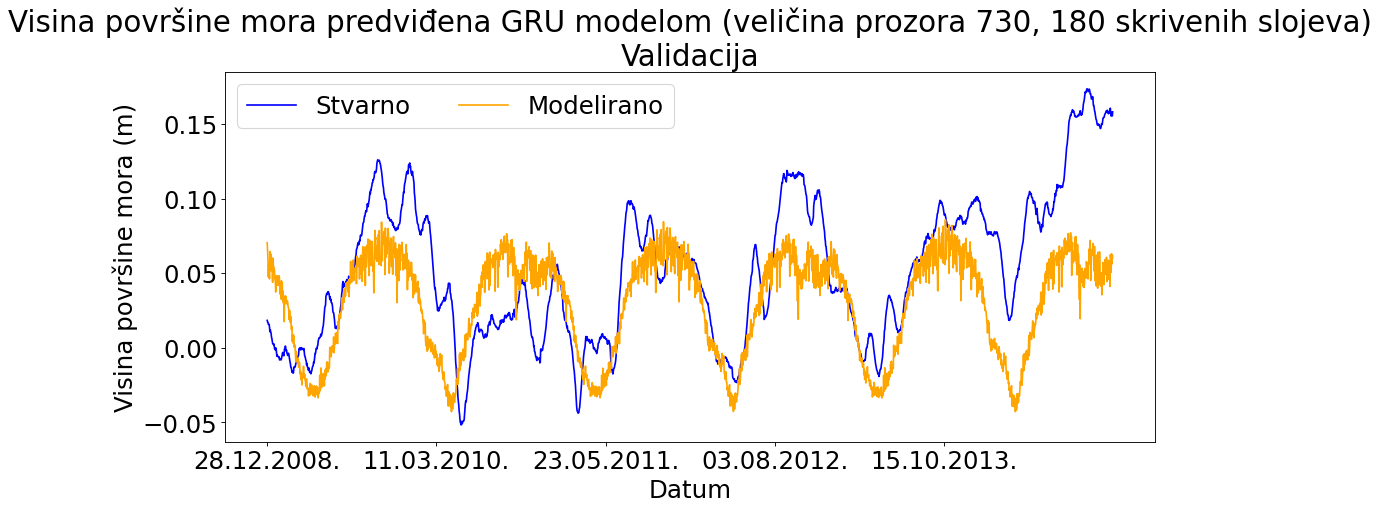 Visina površine mora predviđena GRU modelom (veličina prozora 730, 180 skrivenih slojeva)
Validacija
Stvarno
Modelirano
Visina površine mora (m)
0.15
0.10
0.05
0.00
−0.05
28.12.2008.
11.03.2010.
23.05.2011.
03.08.2012.
15.10.2013.
Datum